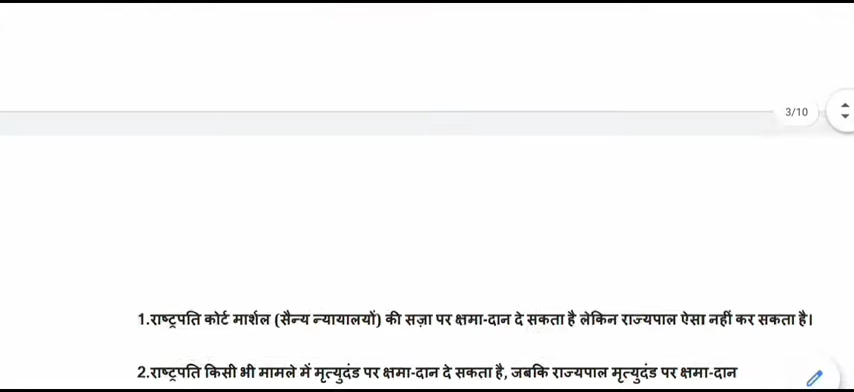 3/10
1.राष्ट्रपति कोर्ट मार्शल (सैन्य न्यायालयों) की सज़ा पर क्षमा-दान दे सकता है लेकिन राज्यपाल ऐसा नहीं कर सकता है।
2.राष्ट्रपति किसी भी मामले में मृत्युदंड पर क्षमा-दान दे सकता है, जबकि राज्यपाल मृत्युदंड पर क्षमा-दान